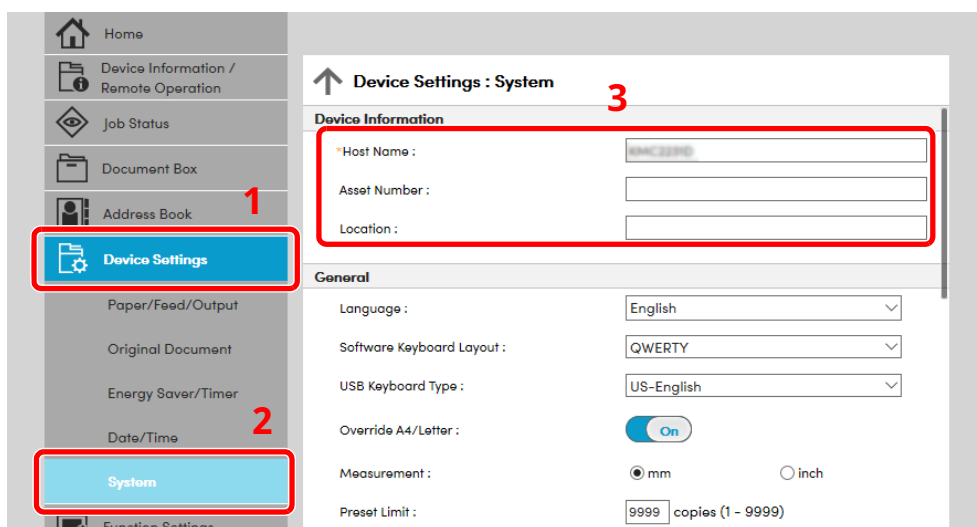 Home
Device Information /
Remote Operation
Job Status
Document Box
1
Address Book
Device Settings
Paper/Feed/Output
Original Document
Energy Saver/Timer
2
Date/Time
System
Function Settings
Device Settings : System
3
Device Information
*Host Name :
Asset Number :
Location :
General
Language : English
Software Keyboard Layout : QWERTY
USB Keyboard Type : US-English
Override A4/Letter : On
Measurement : mm inch
Preset Limit : 9999 copies (1 - 9999)